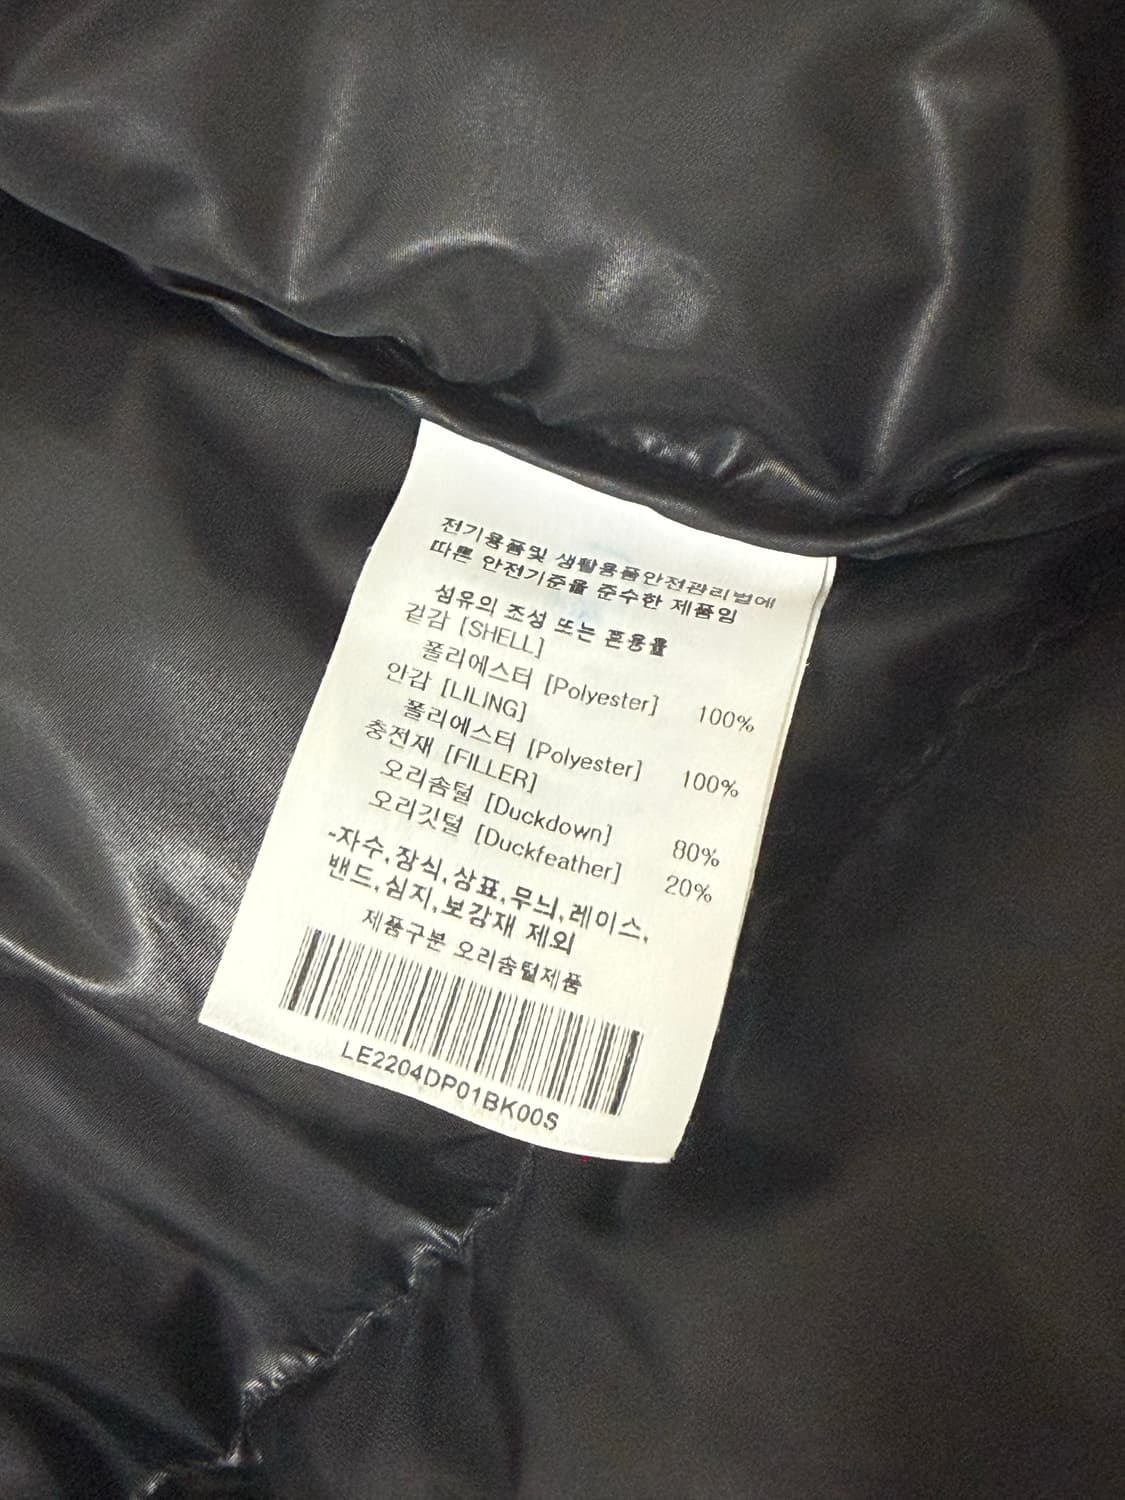 전기용품및 생활용품안전관리법에
따른 안전기준을 준수한 제품임
섬유의 조성 또는 혼용율
겉감 [SHELL]
폴리에스터 [Polyester] 100%
안감 [LILING]
폴리에스터 [Polyester] 100%
충전재 [FILLER]
오리솜털 [Duckdown] 80%
오리깃털 [Duckfeather] 20%
-자수,장식,상표,무늬,레이스,
밴드,심지,보강재 제외
제품구분 오리솜털제품
LE2204DP01BK00S